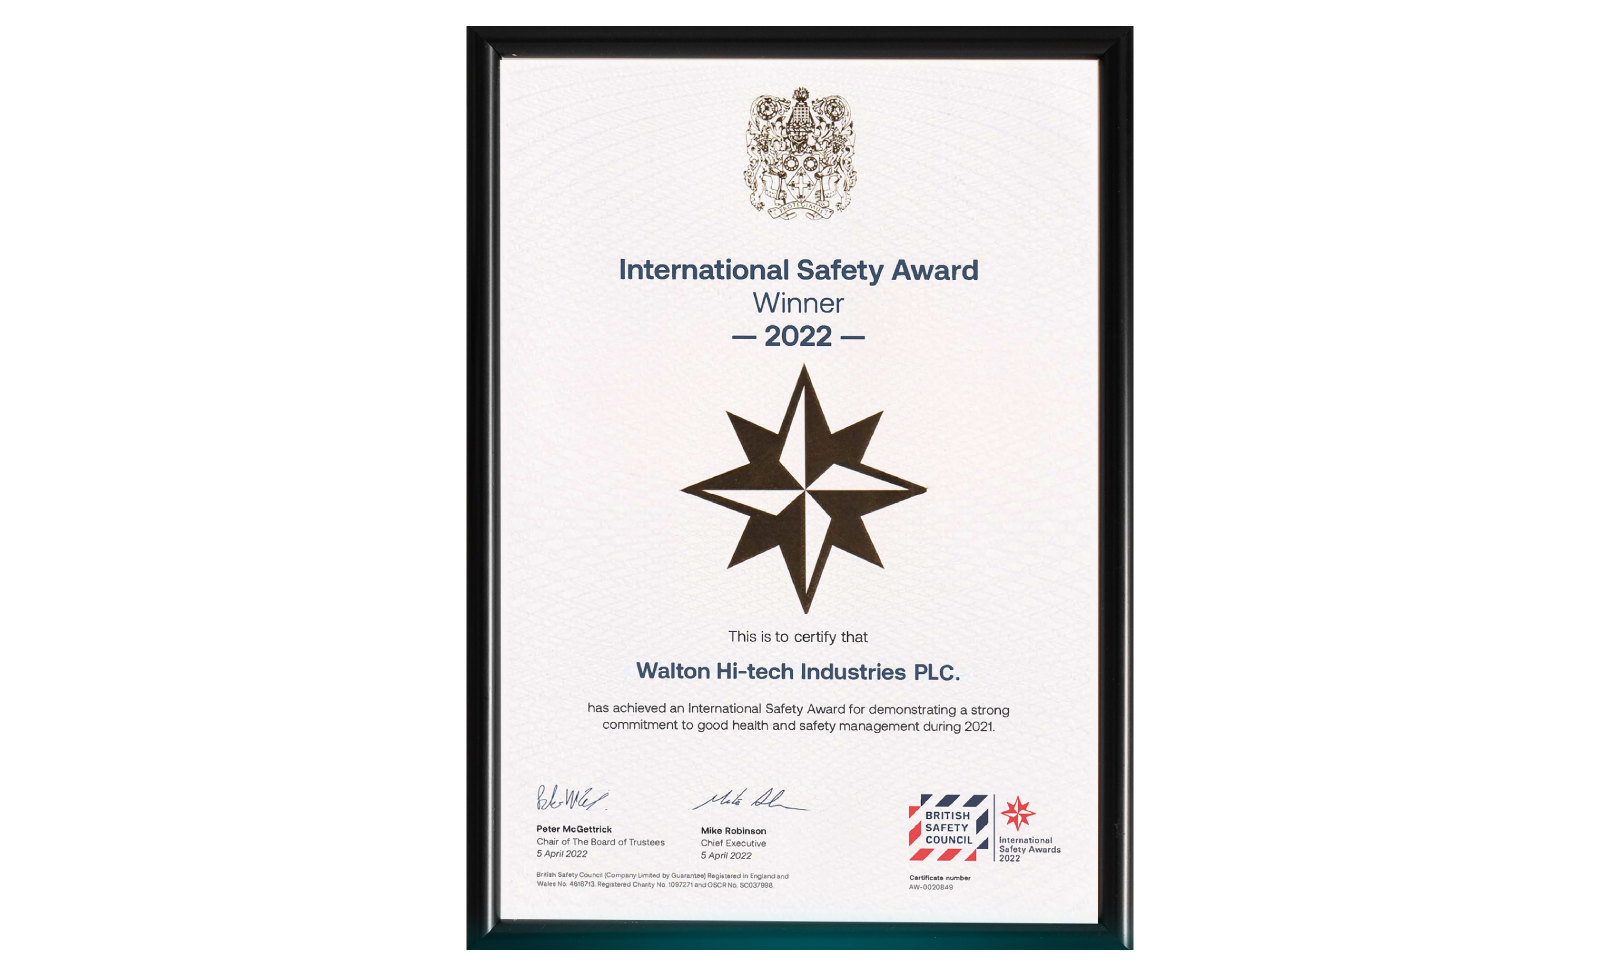 International Safety Award
Winner
— 2022 —
This is to certify that
Walton Hi-tech Industries PLC.
has achieved an International Safety Award for demonstrating a strong
commitment to good health and safety management during 2021.
Peter McGettrick
Chair of The Board of Trustees
5 April 2022
Mike Robinson
Chief Executive
5 April 2022
British Safety Council (Company Limited by Guarantee) Registered in England and
Wales No. 4618713. Registered Charity No. 1097271 and OSCR No. SC037998.
BRITISH
SAFETY
COUNCIL
International
Safety Awards
2022
Certificate number
AW-0020849